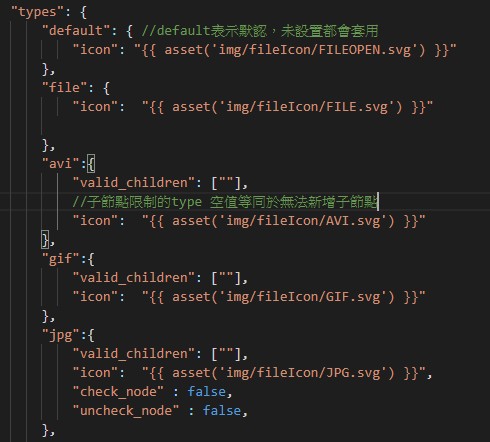 "types": {
"default": { //default表示默認，未設置都會套用
"icon": "{{ asset('img/fileIcon/FILEOPEN.svg') }}"
},
"file": {
"icon":  "{{ asset('img/fileIcon/FILE.svg') }}"
},
"avi":{
"valid_children": [""],
//子節點限制的type 空值等同於無法新增子節點
"icon":  "{{ asset('img/fileIcon/AVI.svg') }}"
},
"gif":{
"valid_children": [""],
"icon":  "{{ asset('img/fileIcon/GIF.svg') }}"
},
"jpg":{
"valid_children": [""],
"icon":  "{{ asset('img/fileIcon/JPG.svg') }}",
"check_node" : false,
"uncheck_node" : false,
},